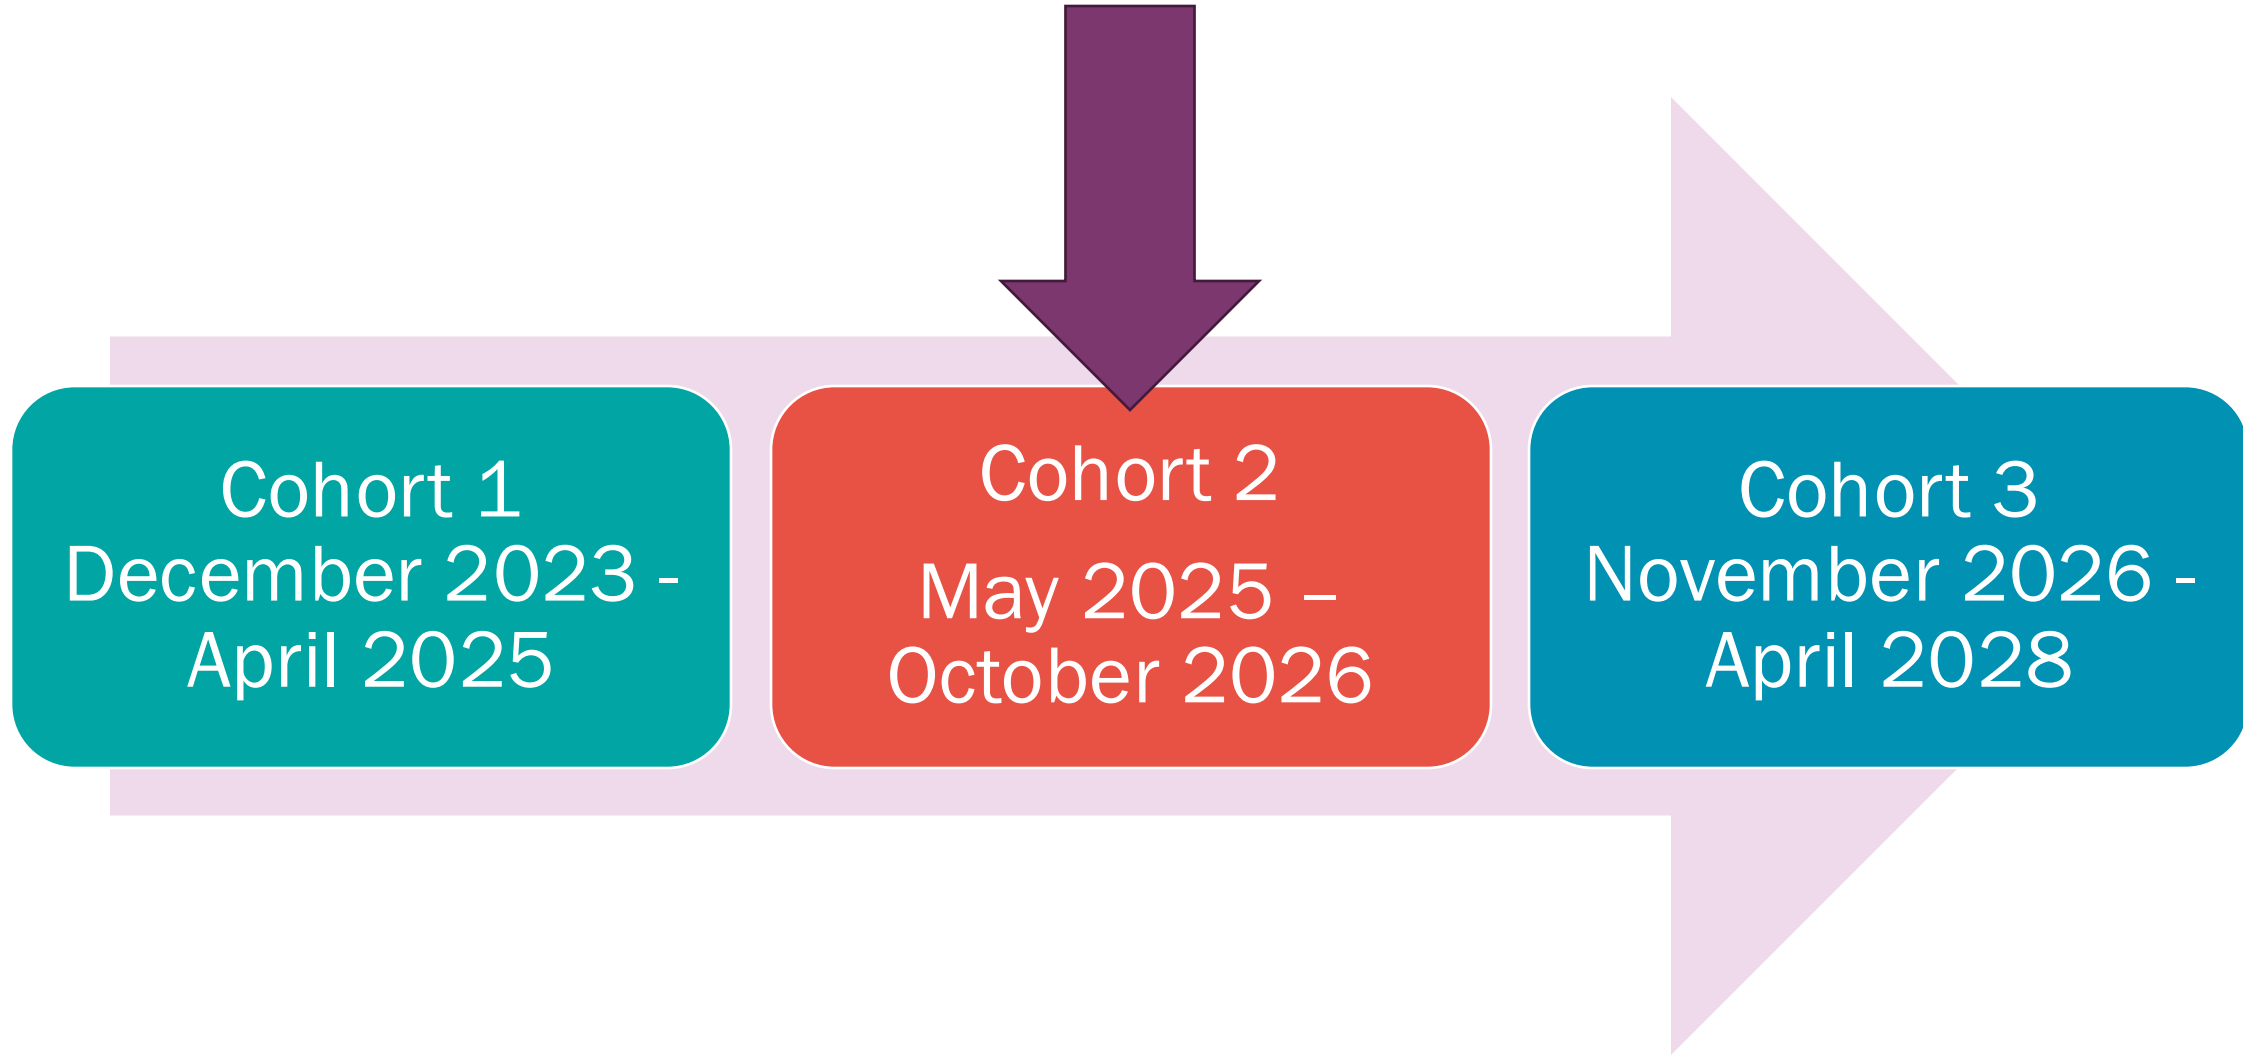 Cohort 1
December 2023 -
April 2025
Cohort 2
May 2025 –
October 2026
Cohort 3
November 2026 -
April 2028